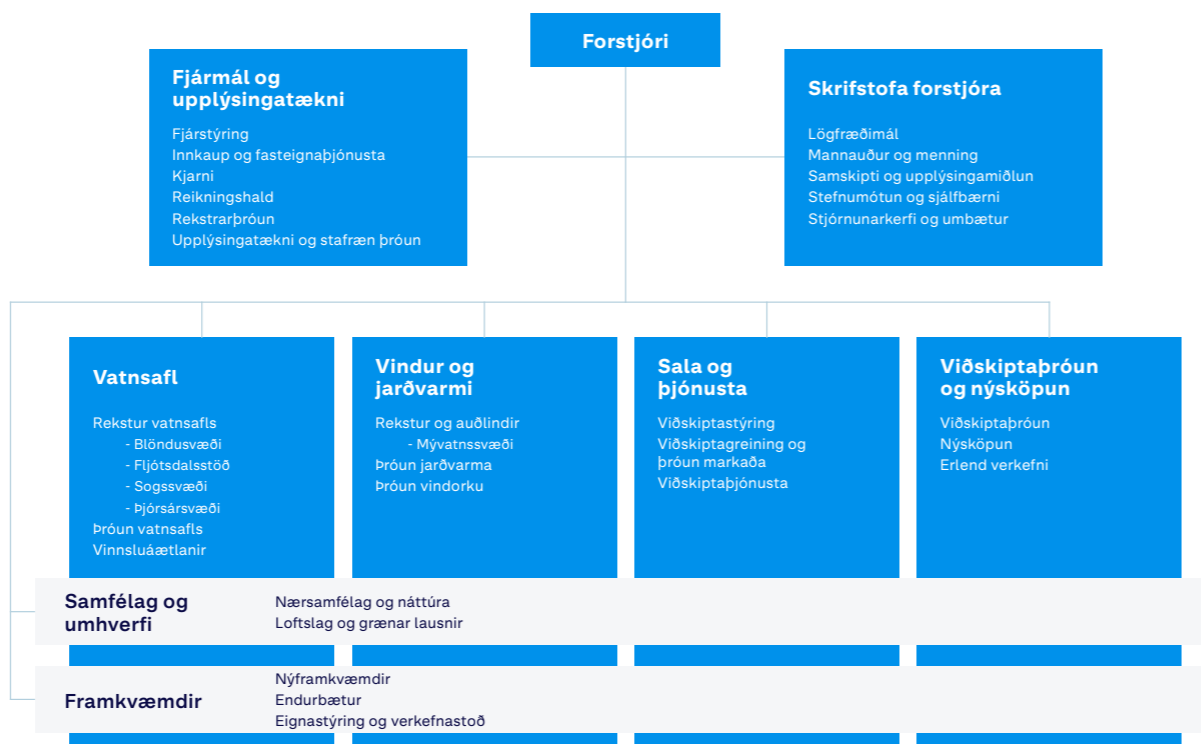 Forstjóri
Fjármál og
upplýsingatækni
Fjárstýring
Innkaup og fasteignaþjónusta
Kjarni
Reikningshald
Rekstrarþróun
Upplýsingatækni og stafræn þróun
Skrifstofa forstjóra
Lögfræðimál
Mannauður og menning
Samskipti og upplýsingamiðlun
Stefnumótun og sjálfbærni
Stjórnunarkerfi og umbætur
Vatnsafl
Rekstur vatnsafls
- Blöndusvæði
- Fljótsdalsstöð
- Sogssvæði
- Þjórsársvæði
Þróun vatnsafls
Vinnsluáætlanir
Vindur og
jarðvarmi
Rekstur og auðlindir
- Mývatnssvæði
Þróun jarðvarma
Þróun vindorku
Sala og
þjónusta
Viðskiptastýring
Viðskiptagreining og
þróun markaða
Viðskiptaþjónusta
Viðskiptaþróun
og nýsköpun
Viðskiptaþróun
Nýsköpun
Erlend verkefni
Samfélag og
umhverfi
Nærsamfélag og náttúra
Loftslag og grænar lausnir
Framkvæmdir
Nýframkvæmdir
Endurbætur
Eignastýring og verkefnastoð